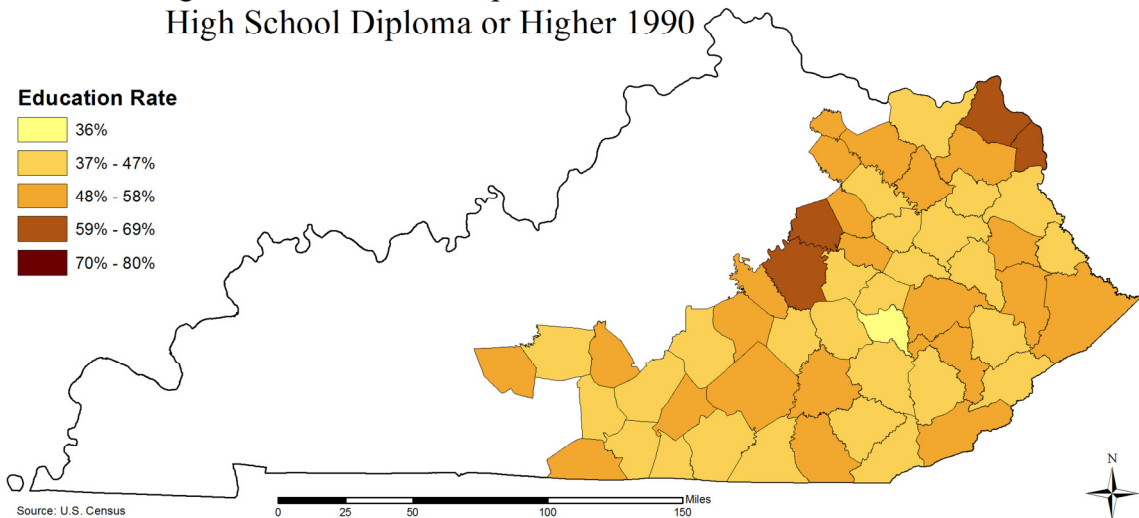 High School Diploma or Higher 1990
Education Rate
36%
37% - 47%
48% - 58%
59% - 69%
70% - 80%
N
Miles
0 25 50 100 150
Source: U.S. Census